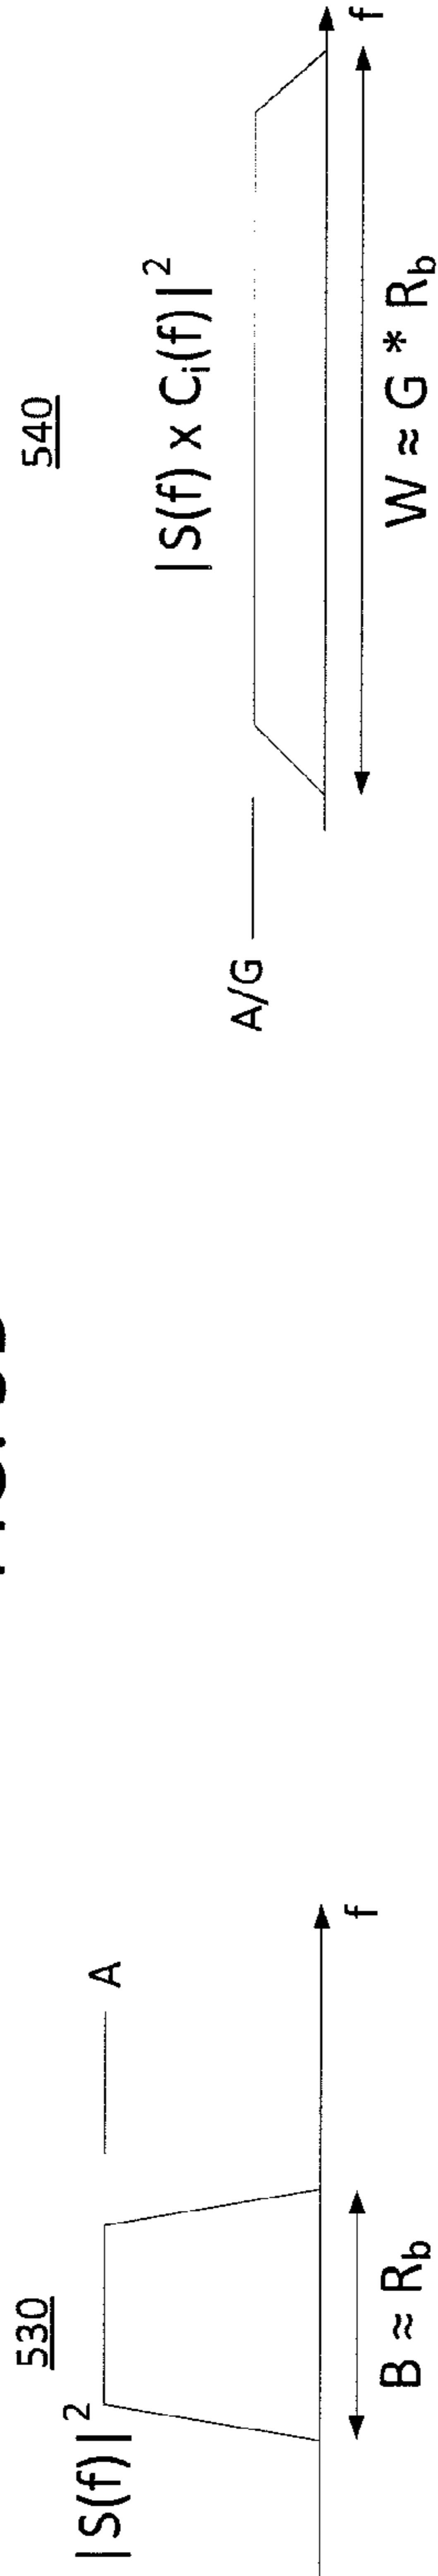 530
|S(f)|²
A
f
B ≈ R_b
540
|S(f) x C_i(f)|²
A/G
f
W ≈ G * R_b